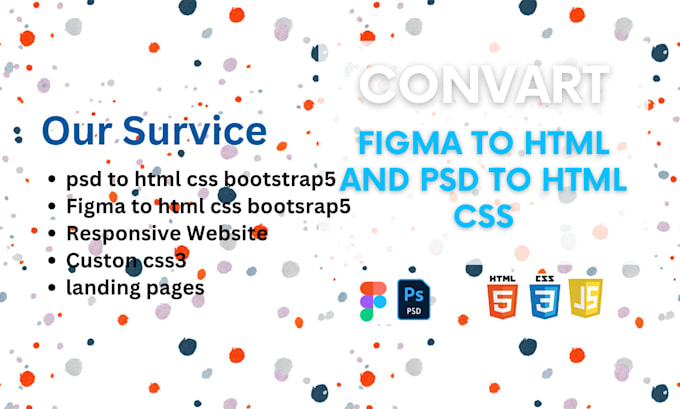 Our Survice
psd to html css bootstrap5
Figma to html css bootsrap5
Responsive Website
Custon css3
landing pages
CONVART
FIGMA TO HTML
AND PSD TO HTML
CSS
Ps
PSD
HTML
5
CSS
3
JS